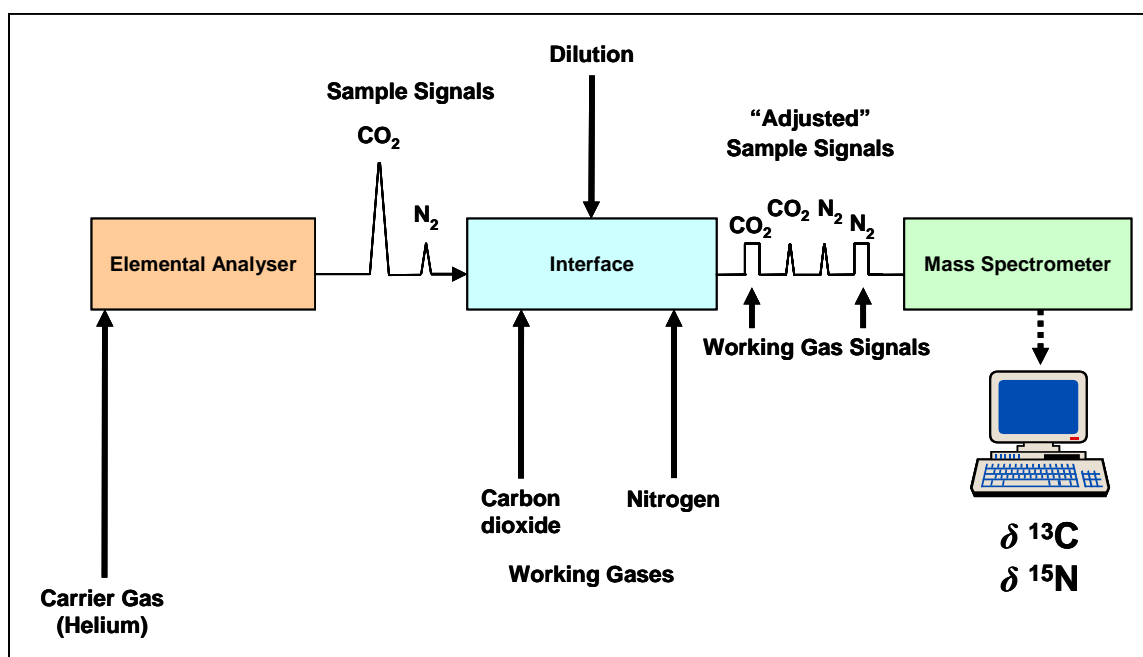 Dilution
Sample Signals
“Adjusted”
Sample Signals
CO₂
N₂
CO₂
CO₂
N₂
N₂
Elemental Analyser
Interface
Mass Spectrometer
Working Gas Signals
Carbon
dioxide
Nitrogen
Working Gases
Carrier Gas
(Helium)
δ ¹³C
δ ¹⁵N